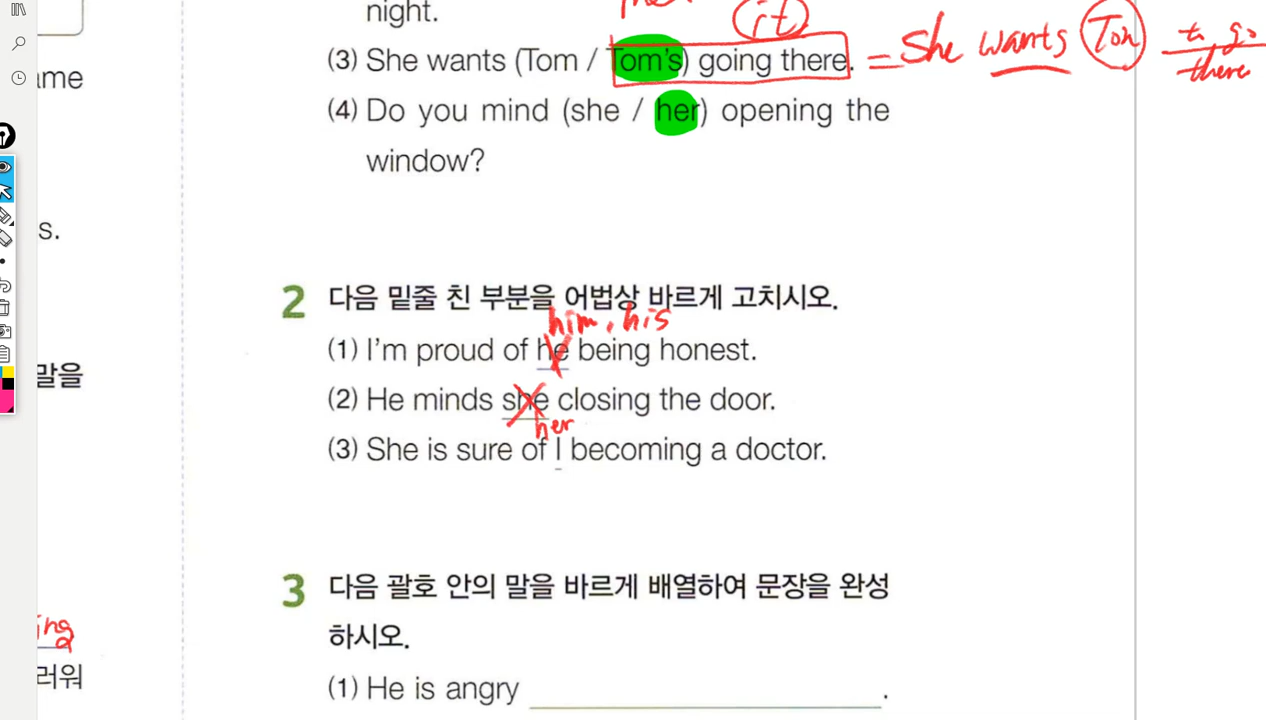 night.
it
(3) She wants (Tom / Tom's) going there. = She wants Tom to go there
(4) Do you mind (she / her) opening the
window?
ame
s.
2 다음 밑줄 친 부분을 어법상 바르게 고치시오.
him, his
(1) I'm proud of he being honest.
말을
(2) He minds she closing the door.
her
(3) She is sure of I becoming a doctor.
3 다음 괄호 안의 말을 바르게 배열하여 문장을 완성
하시오.
ing
러워
(1) He is angry ____________________.